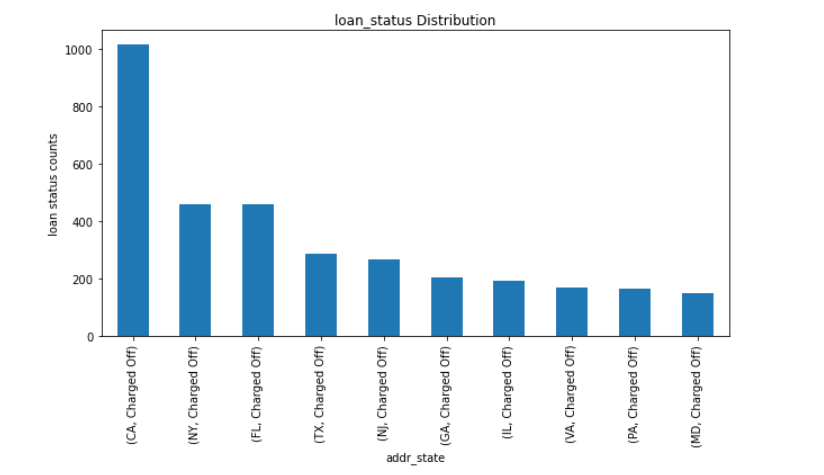 loan_status Distribution
loan status counts
1000
800
600
400
200
0
(CA, Charged Off)
(NY, Charged Off)
(FL, Charged Off)
(TX, Charged Off)
(NJ, Charged Off)
(GA, Charged Off)
(IL, Charged Off)
(VA, Charged Off)
(PA, Charged Off)
(MD, Charged Off)
addr_state